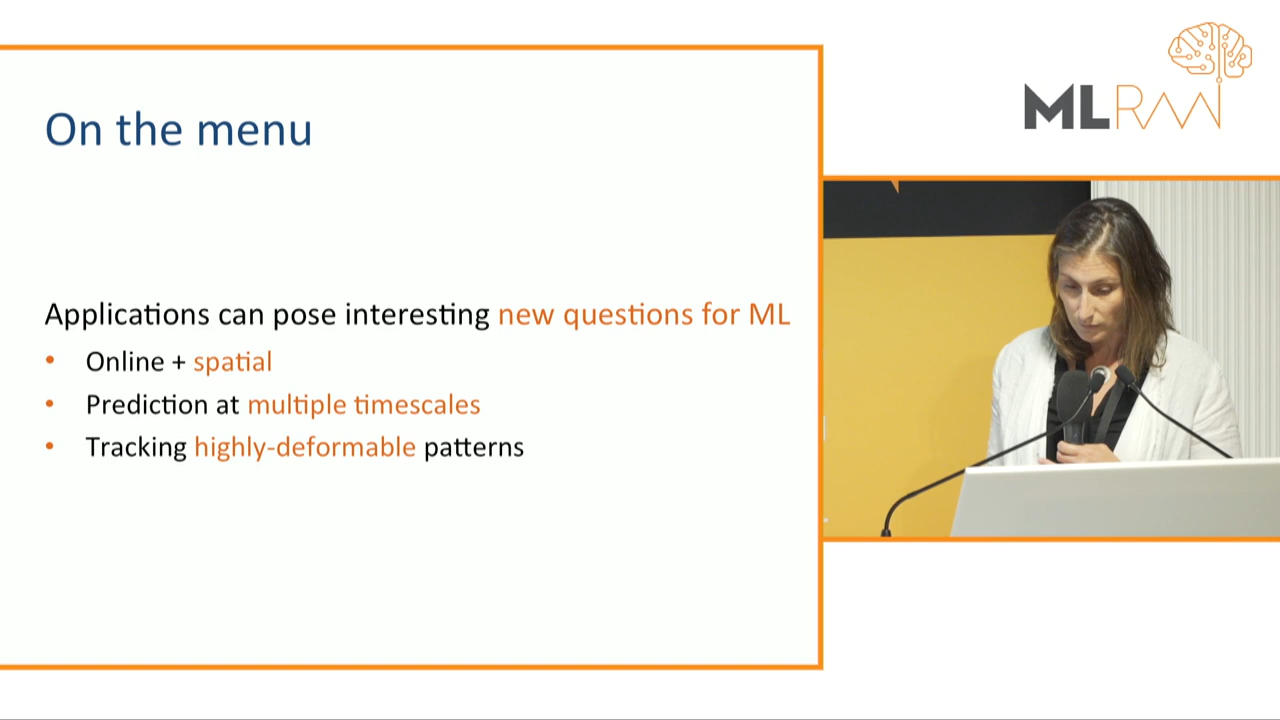 On the menu
Applications can pose interesting new questions for ML
• Online + spatial
• Prediction at multiple timescales
• Tracking highly-deformable patterns
ML